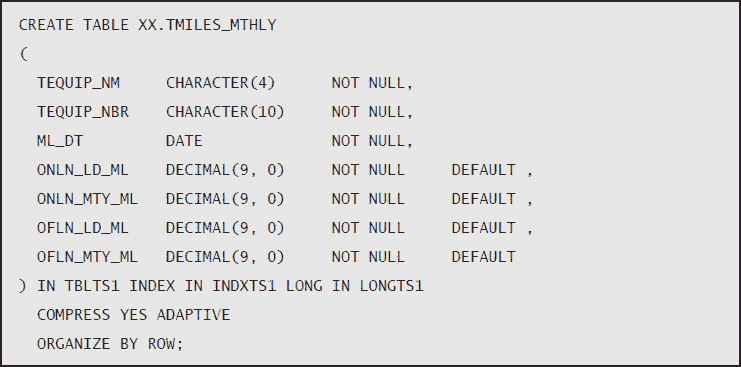 CREATE TABLE XX.TMILES_MTHLY
(
TEQUIP_NM CHARACTER(4) NOT NULL,
TEQUIP_NBR CHARACTER(10) NOT NULL,
ML_DT DATE NOT NULL,
ONLN_LD_ML DECIMAL(9, 0) NOT NULL DEFAULT ,
ONLN_MTY_ML DECIMAL(9, 0) NOT NULL DEFAULT ,
OFLN_LD_ML DECIMAL(9, 0) NOT NULL DEFAULT ,
OFLN_MTY_ML DECIMAL(9, 0) NOT NULL DEFAULT
) IN TBLTS1 INDEX IN INDXTS1 LONG IN LONGTS1
COMPRESS YES ADAPTIVE
ORGANIZE BY ROW;